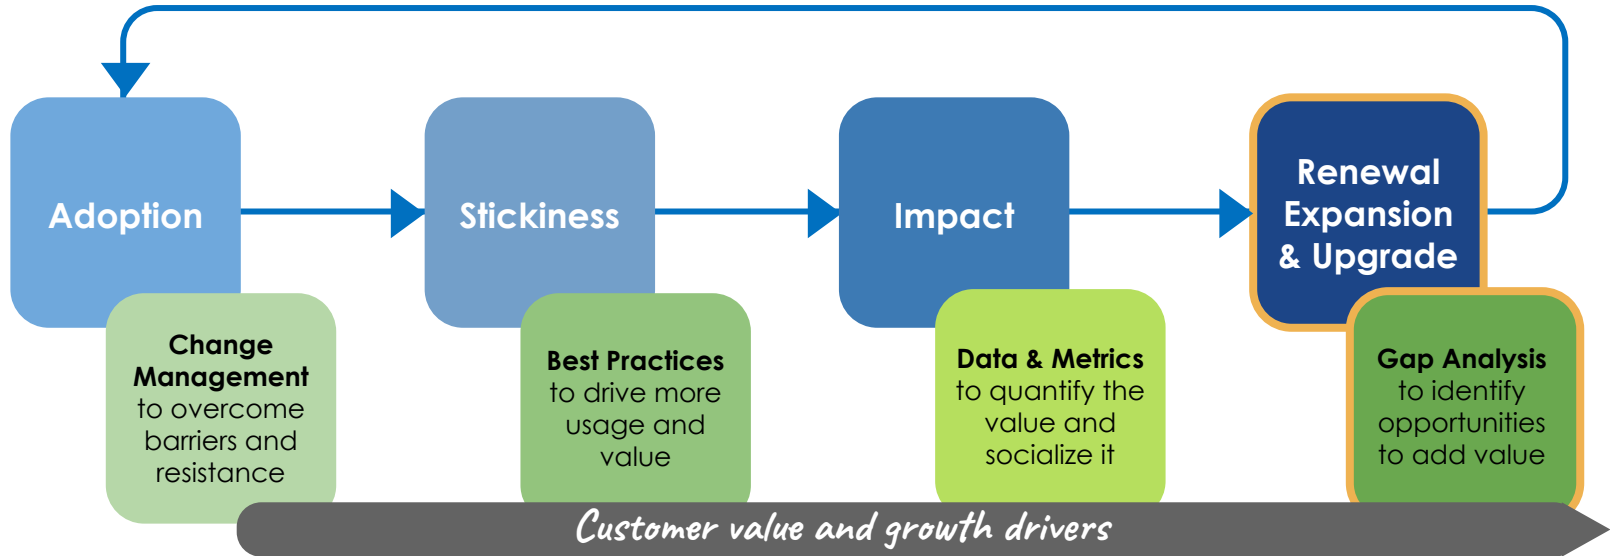 Adoption
Stickiness
Impact
Renewal
Expansion
& Upgrade
Change
Management
to overcome
barriers and
resistance
Best Practices
to drive more
usage and
value
Data & Metrics
to quantify the
value and
socialize it
Gap Analysis
to identify
opportunities
to add value
Customer value and growth drivers